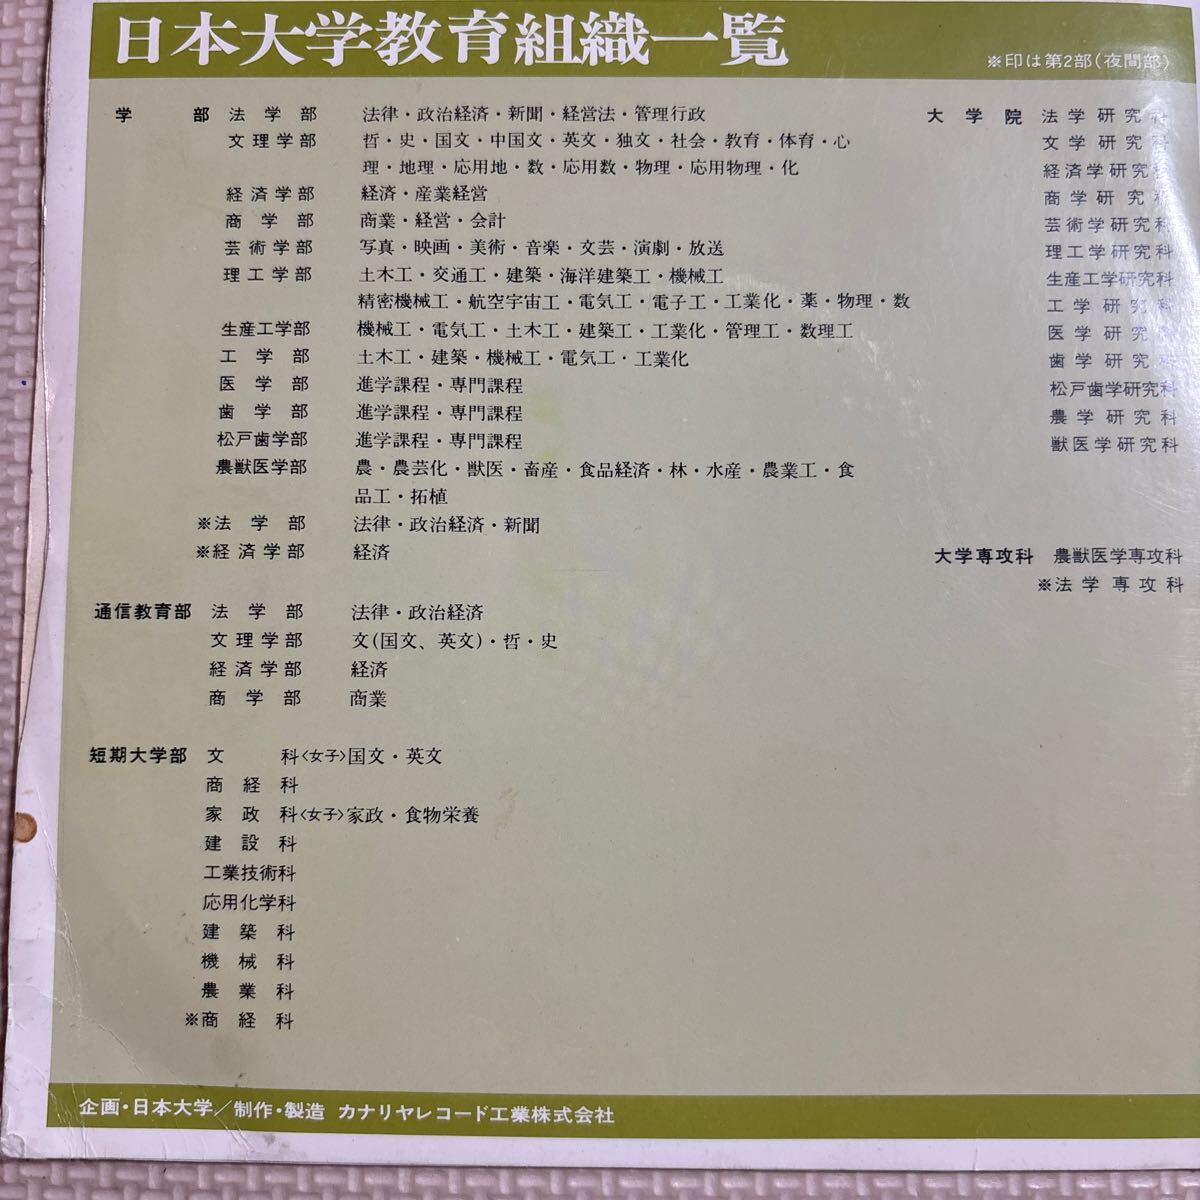 日本大学教育組織一覧
※印は第2部(夜間部)
学部 法学部 法律・政治経済・新聞・経営法・管理行政
文理学部 哲・史・国文・中国文・英文・独文・社会・教育・体育・心
理・地理・応用地・数・応用数・物理・応用物理・化
経済学部 経済・産業経営
商学部 商業・経営・会計
芸術学部 写真・映画・美術・音楽・文芸・演劇・放送
理工学部 土木工・交通工・建築・海洋建築工・機械工
精密機械工・航空宇宙工・電気工・電子工・工業化・薬・物理・数
生産工学部 機械工・電気工・土木工・建築工・工業化・管理工・数理工
工学部 土木工・建築・機械工・電気工・工業化
医学部 進学課程・専門課程
歯学部 進学課程・専門課程
松戸歯学部 進学課程・専門課程
農獣医学部 農・農芸化・獣医・畜産・食品経済・林・水産・農業工・食
品工・拓植
※法学部 法律・政治経済・新聞
※経済学部 経済
通信教育部 法学部 法律・政治経済
文理学部 文(国文、英文)・哲・史
経済学部 経済
商学部 商業
短期大学部 文科〈女子〉国文・英文
商経科
家政科〈女子〉家政・食物栄養
建設科
工業技術科
応用化学科
建築科
機械科
農業科
※商経科
大学院 法学研究科
文学研究科
経済学研究科
商学研究科
芸術学研究科
理工学研究科
生産工学研究科
工学研究科
医学研究科
歯学研究科
松戸歯学研究科
農学研究科
獣医学研究科
大学専攻科 農獣医学専攻科
※法学専攻科
企画・日本大学/制作・製造 カナリヤレコード工業株式会社